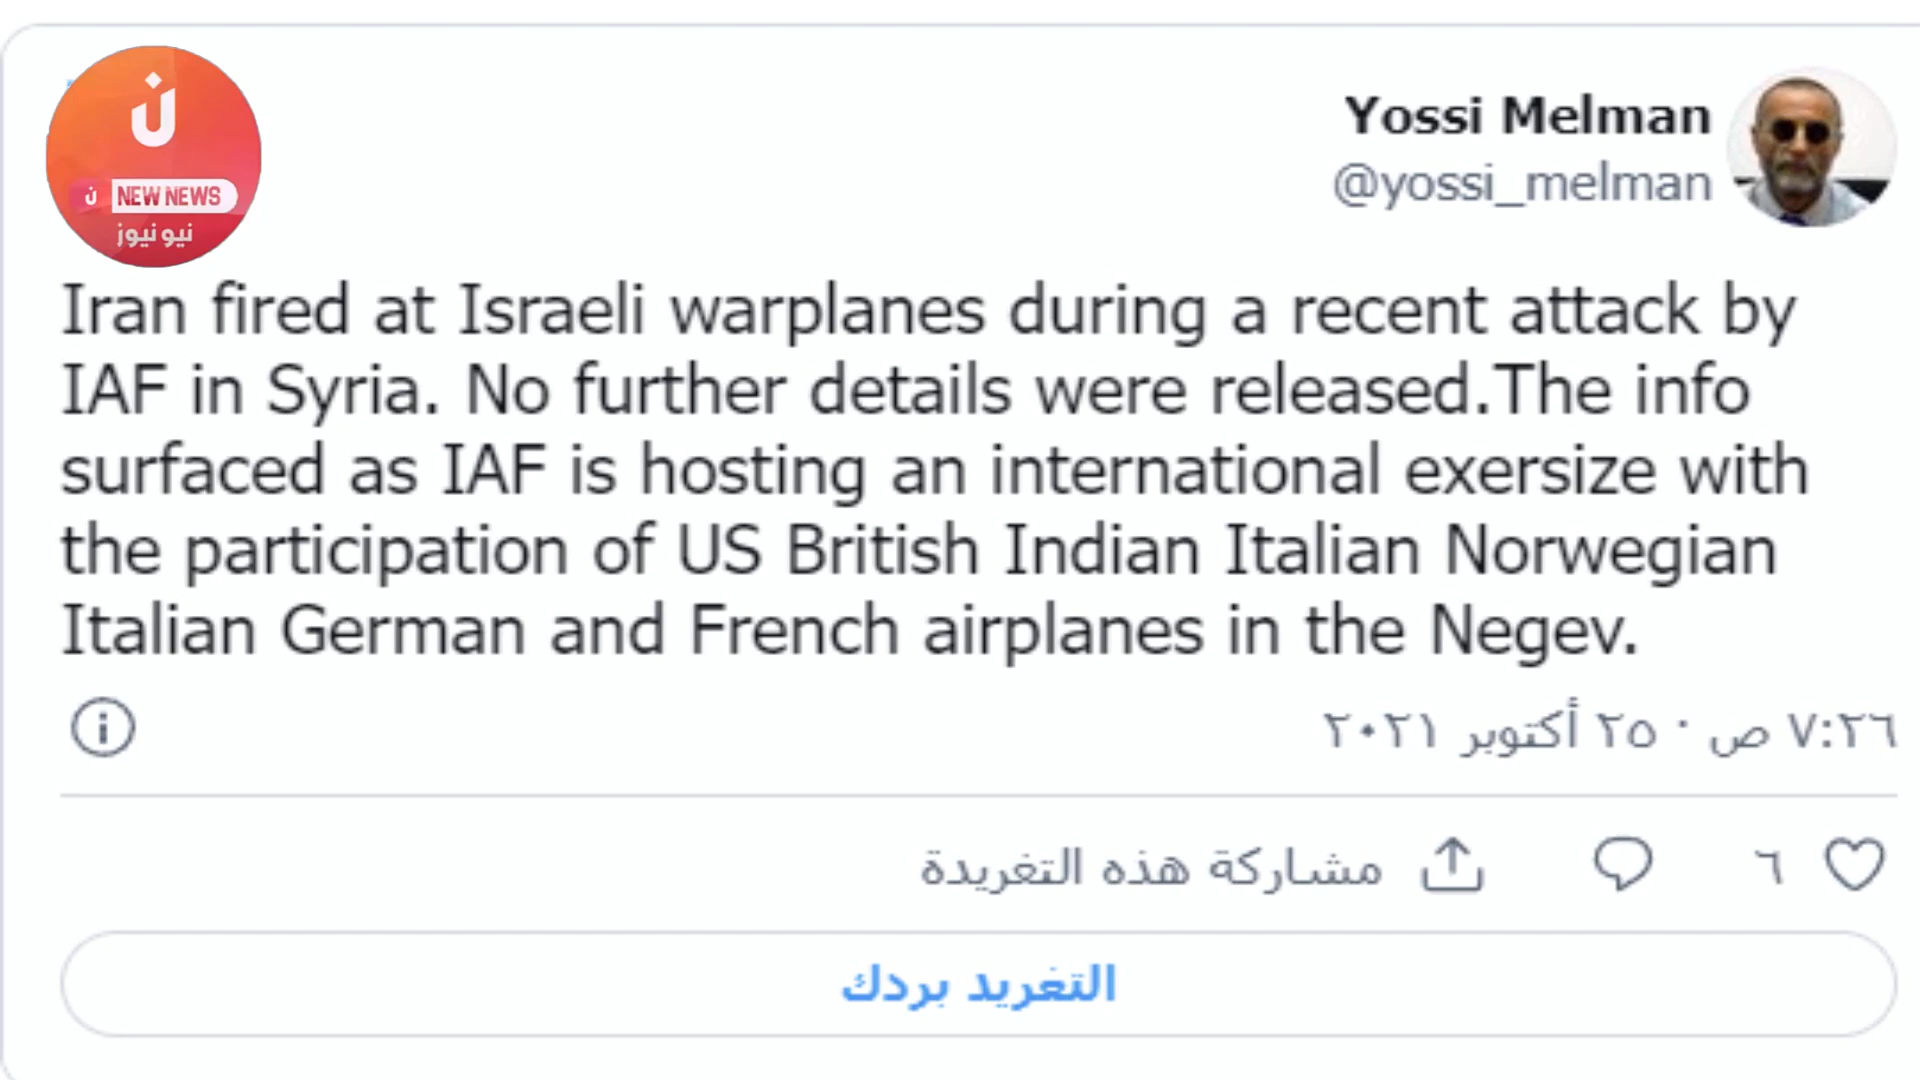 ن
ن NEW NEWS
نيو نيوز
Yossi Melman
@yossi_melman
Iran fired at Israeli warplanes during a recent attack by
IAF in Syria. No further details were released.The info
surfaced as IAF is hosting an international exersize with
the participation of US British Indian Italian Norwegian
Italian German and French airplanes in the Negev.
٧:٢٦ ص · ٢٥ أكتوبر ٢٠٢١
٦
مشاركة هذه التغريدة
التغريد بردك